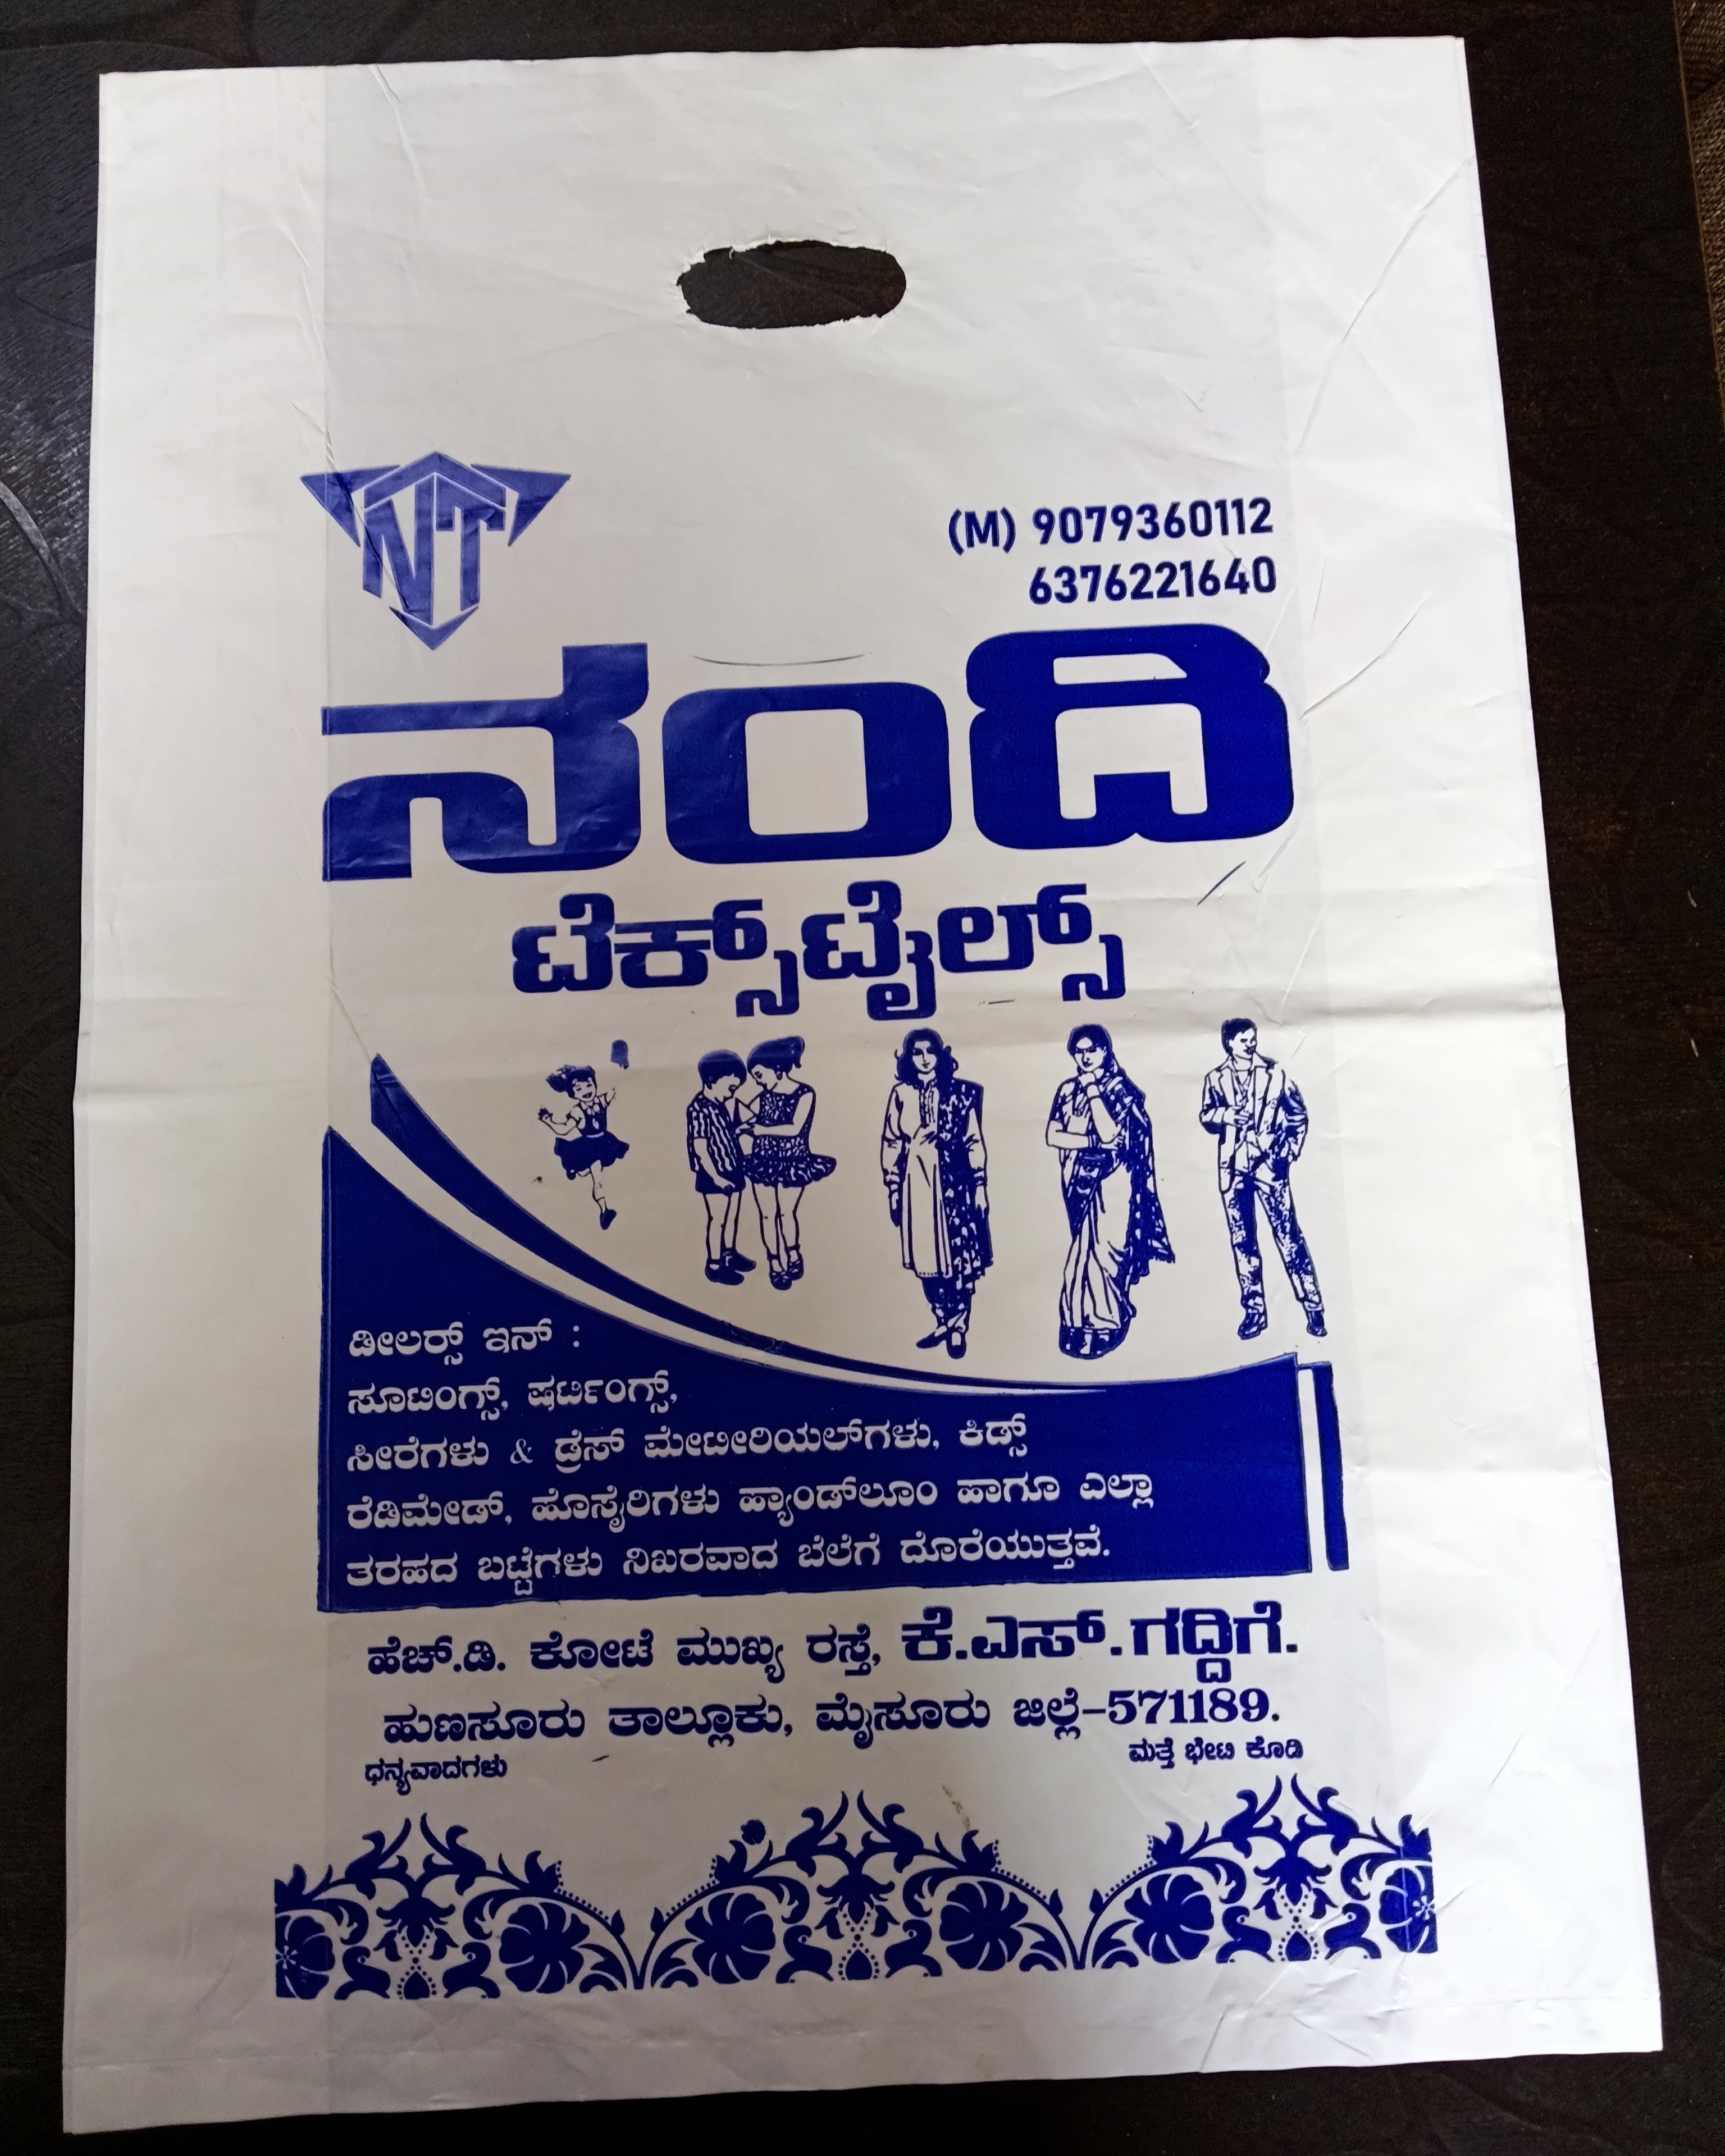 NT
(M) 9079360112
6376221640
ನಂದಿ
ಟೆಕ್ಸ್‌ಟೈಲ್ಸ್
ಡೀಲರ್‍ಸ್ ಇನ್ :
ಸೂಟಿಂಗ್ಸ್, ಷರ್ಟಿಂಗ್ಸ್,
ಸೀರೆಗಳು & ಡ್ರೆಸ್ ಮೇಟೀರಿಯಲ್‌ಗಳು, ಕಿಡ್ಸ್
ರೆಡಿಮೇಡ್, ಹೊಸೈರಿಗಳು ಹ್ಯಾಂಡ್‌ಲೂಂ ಹಾಗೂ ಎಲ್ಲಾ
ತರಹದ ಬಟ್ಟೆಗಳು ನಿಖರವಾದ ಬೆಲೆಗೆ ದೊರೆಯುತ್ತವೆ.
ಹೆಚ್.ಡಿ. ಕೋಟೆ ಮುಖ್ಯ ರಸ್ತೆ, ಕೆ.ಎಸ್. ಗದ್ದಿಗೆ.
ಹುಣಸೂರು ತಾಲ್ಲೂಕು, ಮೈಸೂರು ಜಿಲ್ಲೆ-571189.
ಧನ್ಯವಾದಗಳು ಮತ್ತೆ ಭೇಟಿ ಕೊಡಿ